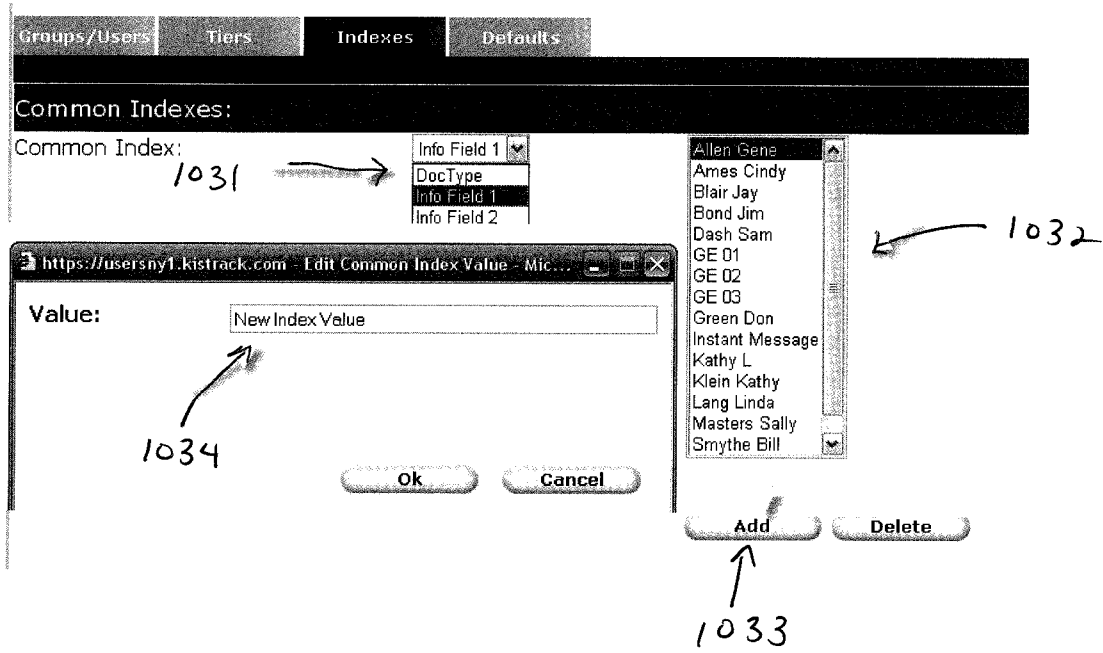 Groups/Users Tiers Indexes Defaults
Common Indexes:
Common Index:
Info Field 1
DocType
Info Field 1
Info Field 2
1031
Allen Gene
Ames Cindy
Blair Jay
Bond Jim
Dash Sam
GE 01
GE 02
GE 03
Green Don
Instant Message
Kathy L
Klein Kathy
Lang Linda
Masters Sally
Smythe Bill
1032
https://usersny1.kistrack.com - Edit Common Index Value - Mic...
Value:
New Index Value
1034
Ok Cancel
Add Delete
1033